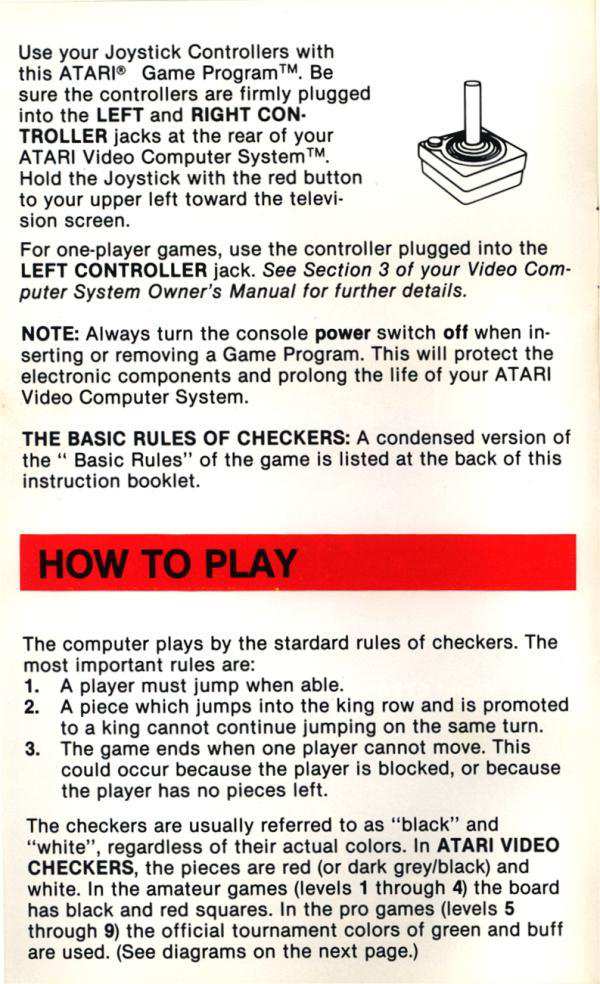 Use your Joystick Controllers with
this ATARI® Game Program™. Be
sure the controllers are firmly plugged
into the LEFT and RIGHT CON-
TROLLER jacks at the rear of your
ATARI Video Computer System™.
Hold the Joystick with the red button
to your upper left toward the televi-
sion screen.
For one-player games, use the controller plugged into the
LEFT CONTROLLER jack. See Section 3 of your Video Com-
puter System Owner's Manual for further details.
NOTE: Always turn the console power switch off when in-
serting or removing a Game Program. This will protect the
electronic components and prolong the life of your ATARI
Video Computer System.
THE BASIC RULES OF CHECKERS: A condensed version of
the “ Basic Rules” of the game is listed at the back of this
instruction booklet.
HOW TO PLAY
The computer plays by the stardard rules of checkers. The
most important rules are:
1. A player must jump when able.
2. A piece which jumps into the king row and is promoted
to a king cannot continue jumping on the same turn.
3. The game ends when one player cannot move. This
could occur because the player is blocked, or because
the player has no pieces left.
The checkers are usually referred to as “black” and
“white”, regardless of their actual colors. In ATARI VIDEO
CHECKERS, the pieces are red (or dark grey/black) and
white. In the amateur games (levels 1 through 4) the board
has black and red squares. In the pro games (levels 5
through 9) the official tournament colors of green and buff
are used. (See diagrams on the next page.)